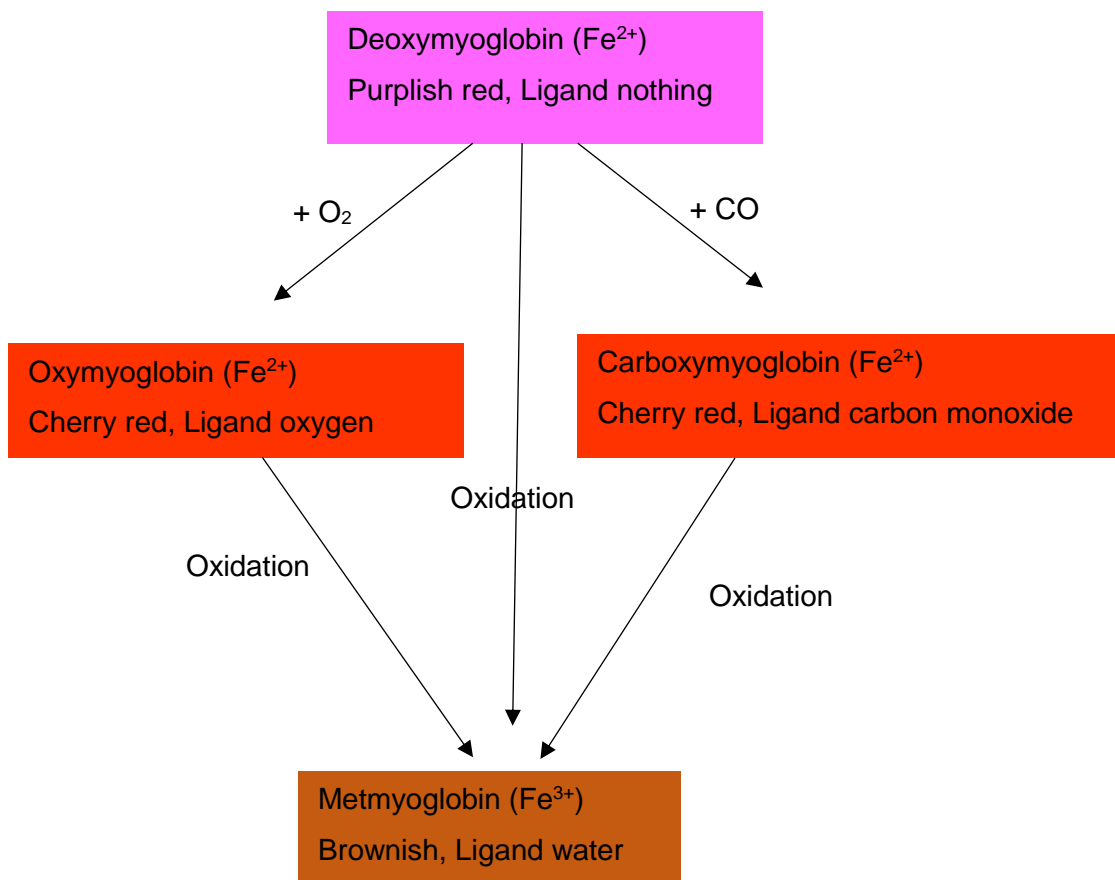 Deoxymyoglobin (Fe²⁺)
Purplish red, Ligand nothing
+ O₂
+ CO
Oxymyoglobin (Fe²⁺)
Cherry red, Ligand oxygen
Carboxymyoglobin (Fe²⁺)
Cherry red, Ligand carbon monoxide
Oxidation
Oxidation
Oxidation
Metmyoglobin (Fe³⁺)
Brownish, Ligand water